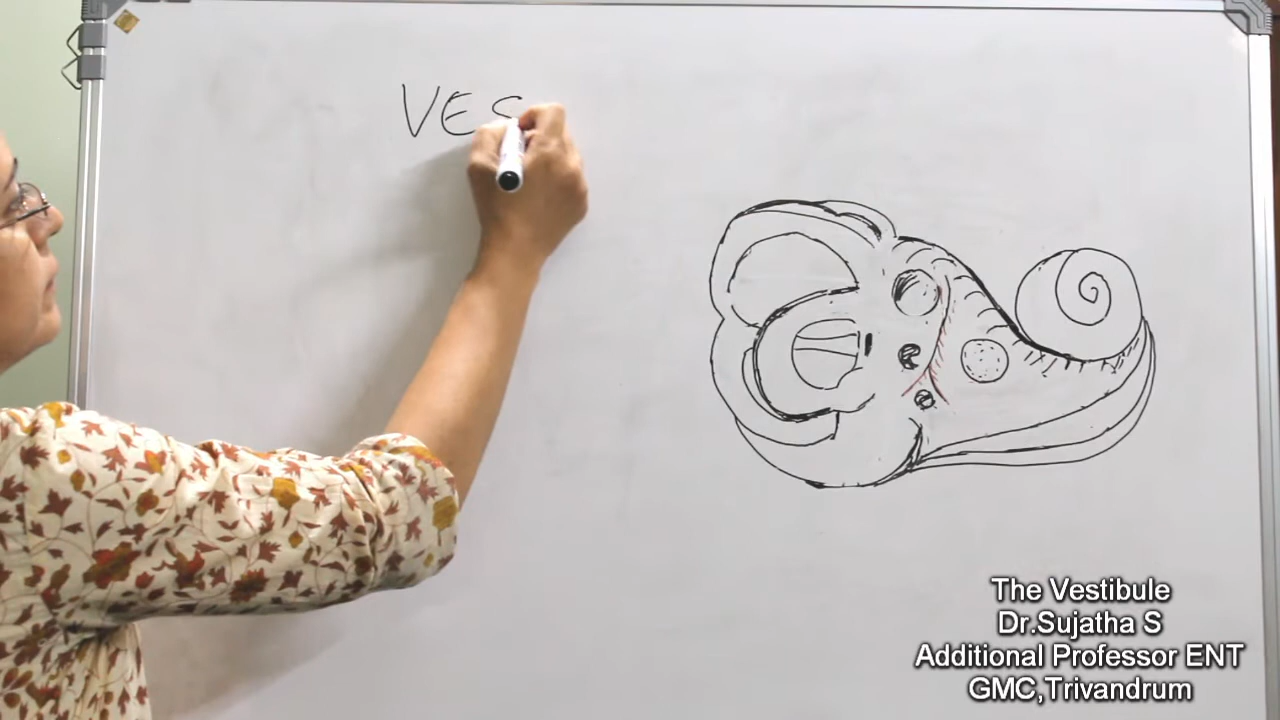 VES
The Vestibule
Dr.Sujatha S
Additional Professor ENT
GMC,Trivandrum